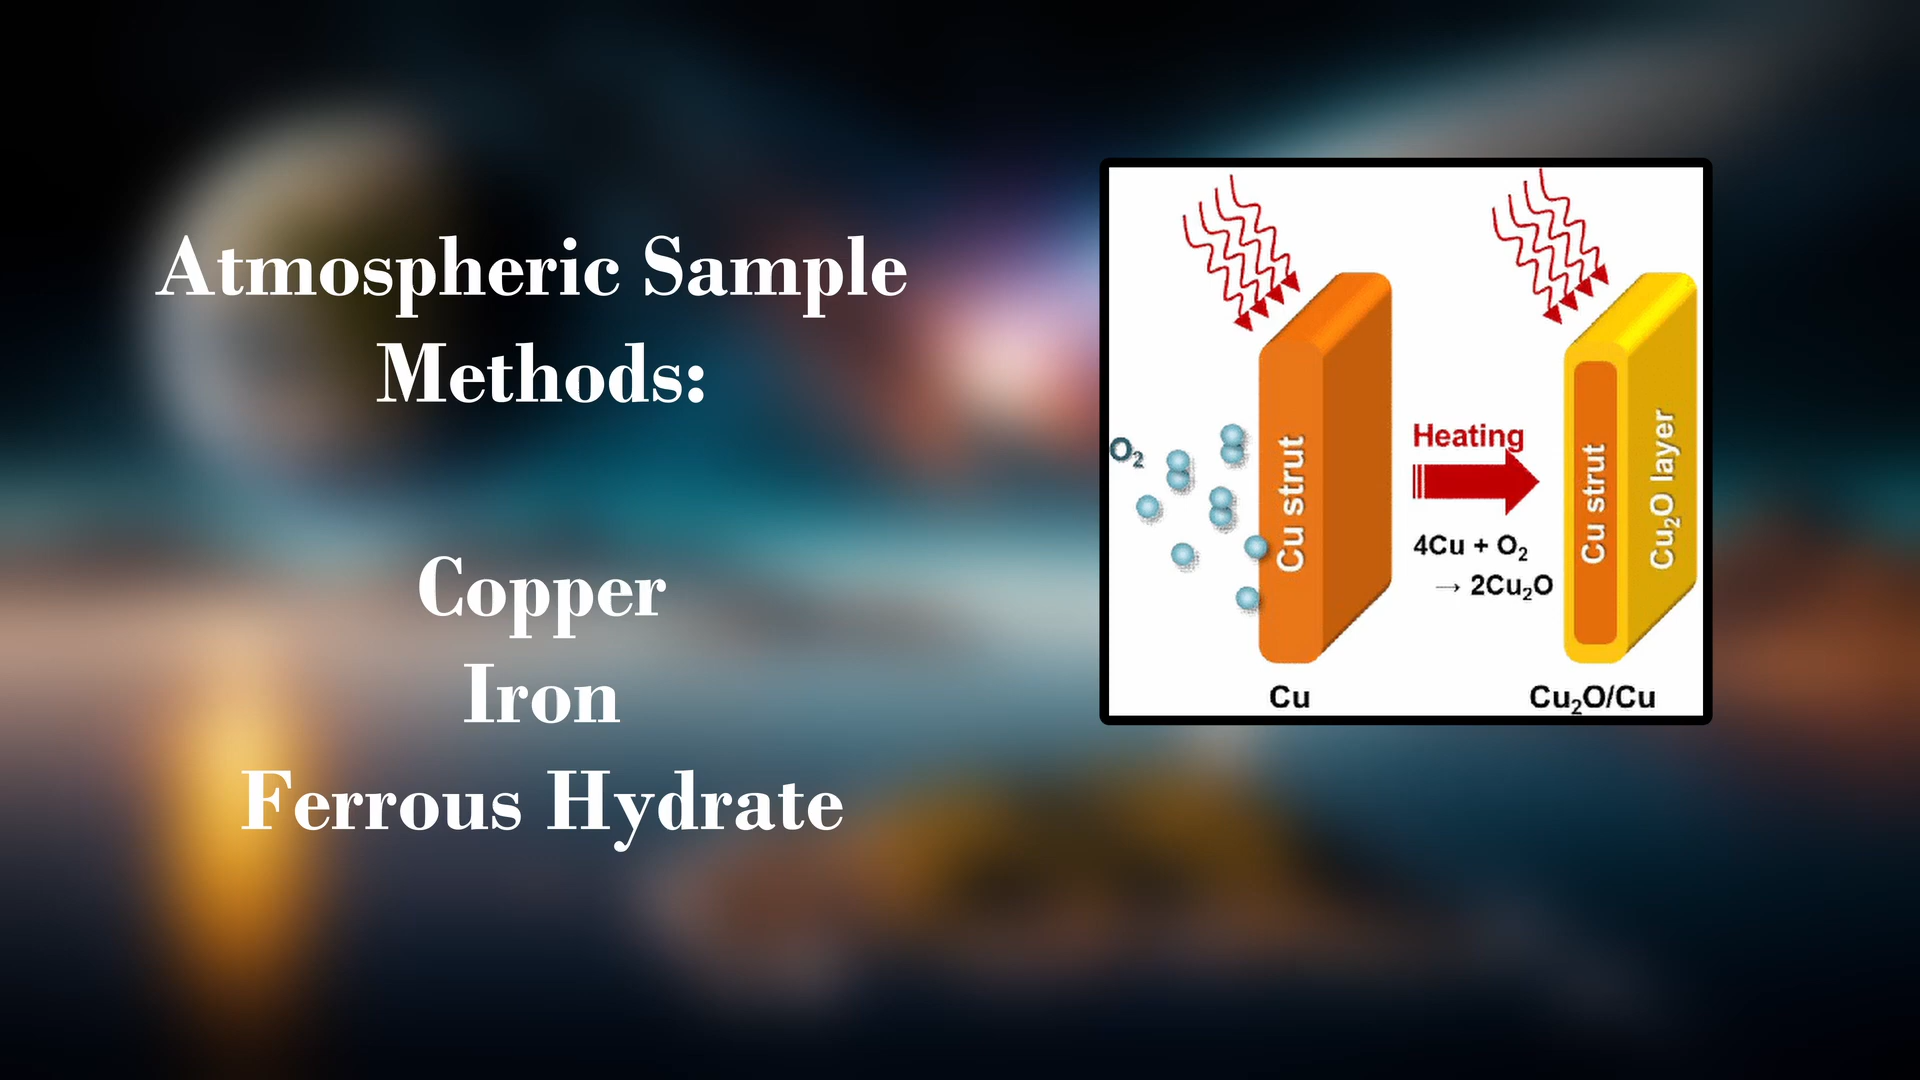 Atmospheric Sample
Methods:
Copper
Iron
Ferrous Hydrate
O₂
Cu strut
Heating
4Cu + O₂
→ 2Cu₂O
Cu strut
Cu₂O layer
Cu
Cu₂O/Cu